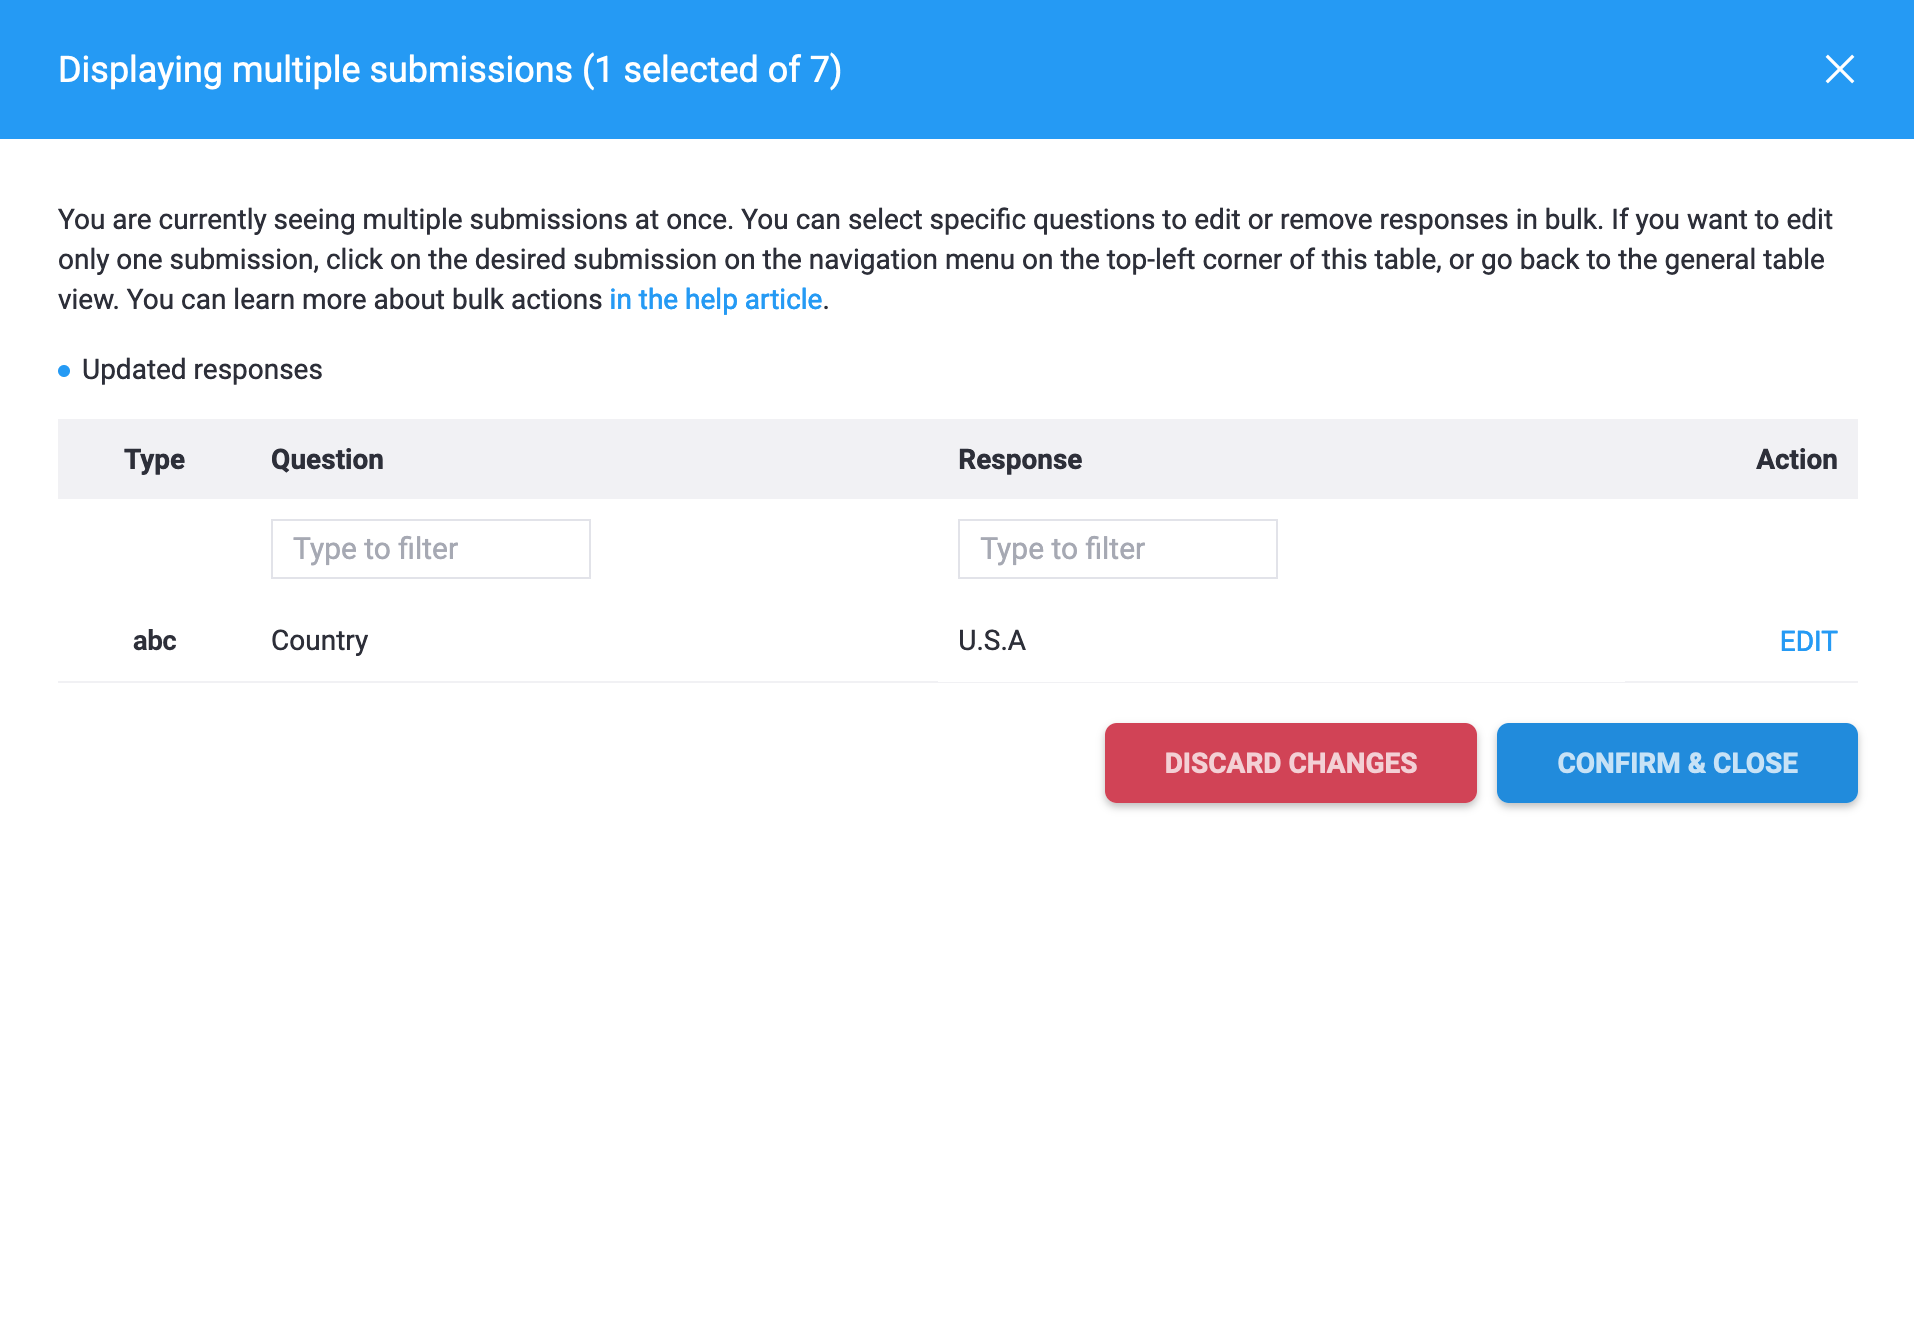 Displaying multiple submissions (1 selected of 7)
You are currently seeing multiple submissions at once. You can select specific questions to edit or remove responses in bulk. If you want to edit
only one submission, click on the desired submission on the navigation menu on the top-left corner of this table, or go back to the general table
view. You can learn more about bulk actions in the help article.
Updated responses
Type Question Response Action
Type to filter Type to filter
abc Country U.S.A EDIT
DISCARD CHANGES CONFIRM & CLOSE